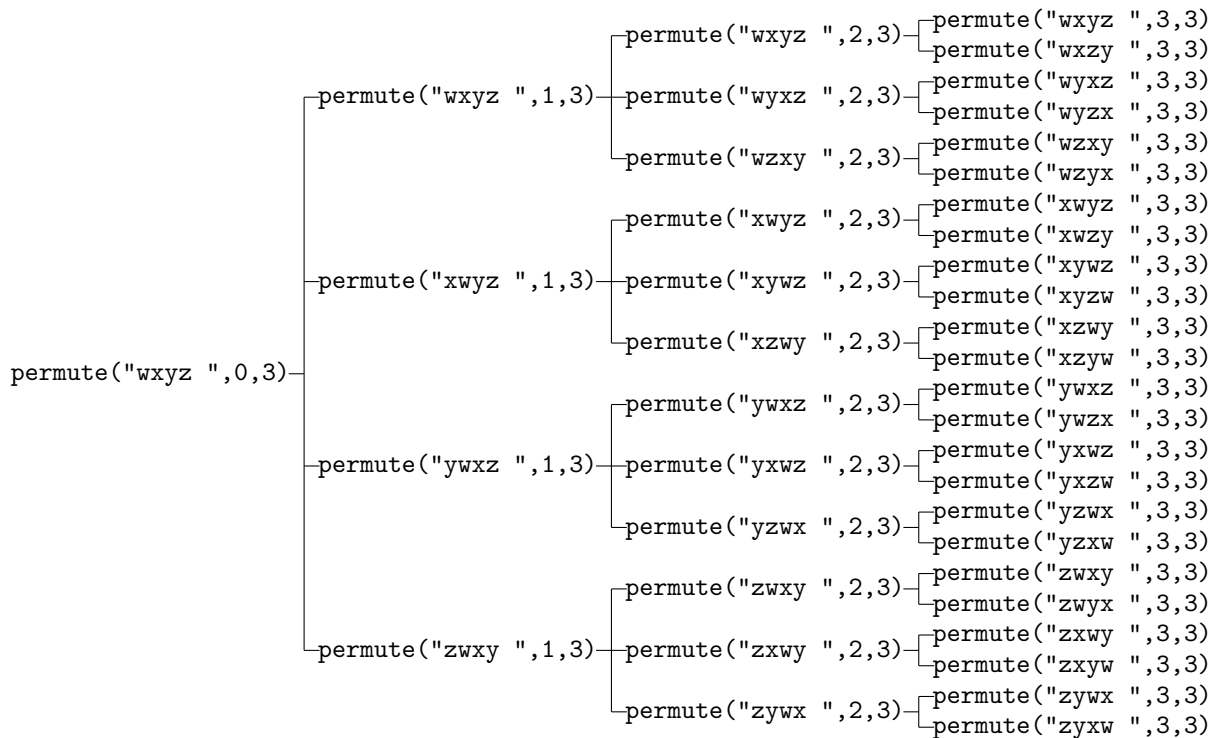 permute("wxyz ",0,3)
permute("wxyz ",1,3)
permute("wxyz ",2,3)
permute("wxyz ",3,3)
permute("wxzy ",3,3)
permute("wyxz ",2,3)
permute("wyxz ",3,3)
permute("wyzx ",3,3)
permute("wzxy ",2,3)
permute("wzxy ",3,3)
permute("wzyx ",3,3)
permute("xwyz ",1,3)
permute("xwyz ",2,3)
permute("xwyz ",3,3)
permute("xwzy ",3,3)
permute("xywz ",2,3)
permute("xywz ",3,3)
permute("xyzw ",3,3)
permute("xzwy ",2,3)
permute("xzwy ",3,3)
permute("xzyw ",3,3)
permute("ywxz ",1,3)
permute("ywxz ",2,3)
permute("ywxz ",3,3)
permute("ywzx ",3,3)
permute("yxwz ",2,3)
permute("yxwz ",3,3)
permute("yxzw ",3,3)
permute("yzwx ",2,3)
permute("yzwx ",3,3)
permute("yzxw ",3,3)
permute("zwxy ",1,3)
permute("zwxy ",2,3)
permute("zwxy ",3,3)
permute("zwyx ",3,3)
permute("zxwy ",2,3)
permute("zxwy ",3,3)
permute("zxyw ",3,3)
permute("zywx ",2,3)
permute("zywx ",3,3)
permute("zyxw ",3,3)